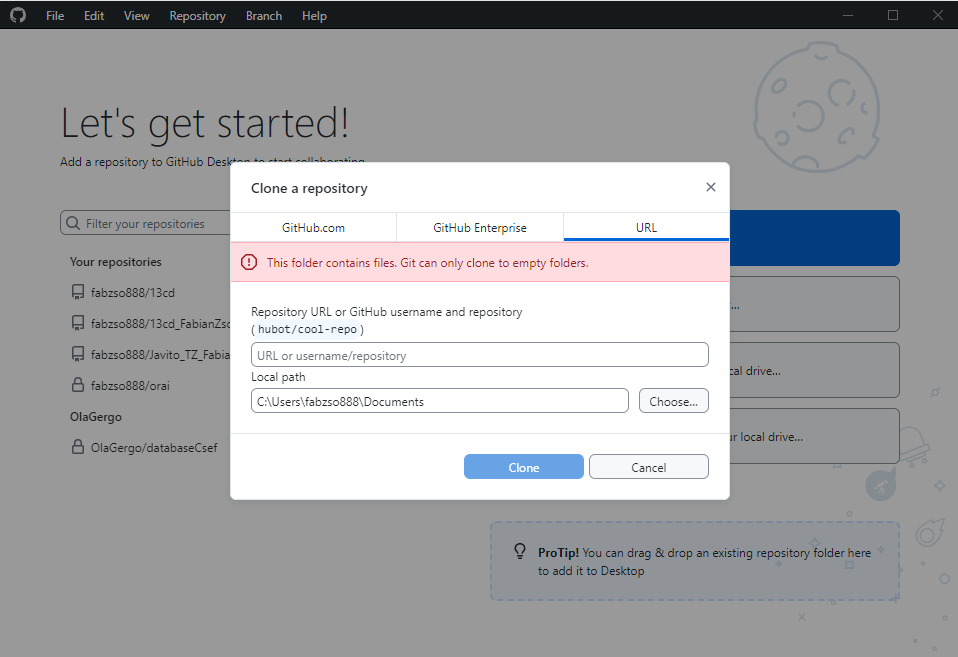 File Edit View Repository Branch Help
Let's get started!
Add a repository to GitHub Desktop to start collaborating
Filter your repositories
Your repositories
fabzso888/13cd
fabzso888/13cd_FabianZso
fabzso888/Javito_TZ_Fabia
fabzso888/orai
OlaGergo
OlaGergo/databaseCsef
Clone a repository
GitHub.com GitHub Enterprise URL
This folder contains files. Git can only clone to empty folders.
Repository URL or GitHub username and repository
(hubot/cool-repo)
URL or username/repository
Local path
C:\Users\fabzso888\Documents Choose...
Clone Cancel
...
cal drive...
ur local drive...
ProTip! You can drag & drop an existing repository folder here
to add it to Desktop